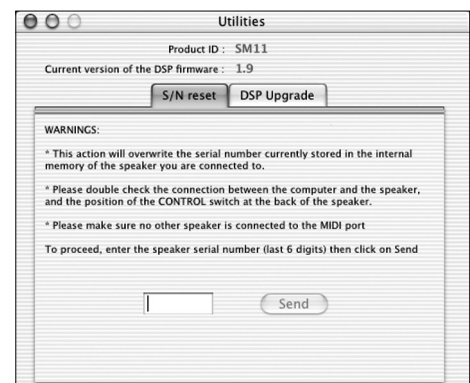 Utilities
Product ID : SM11
Current version of the DSP firmware : 1.9
S/N reset DSP Upgrade
WARNINGS:
* This action will overwrite the serial number currently stored in the internal
memory of the speaker you are connected to.
* Please double check the connection between the computer and the speaker,
and the position of the CONTROL switch at the back of the speaker.
* Please make sure no other speaker is connected to the MIDI port
To proceed, enter the speaker serial number (last 6 digits) then click on Send
Send